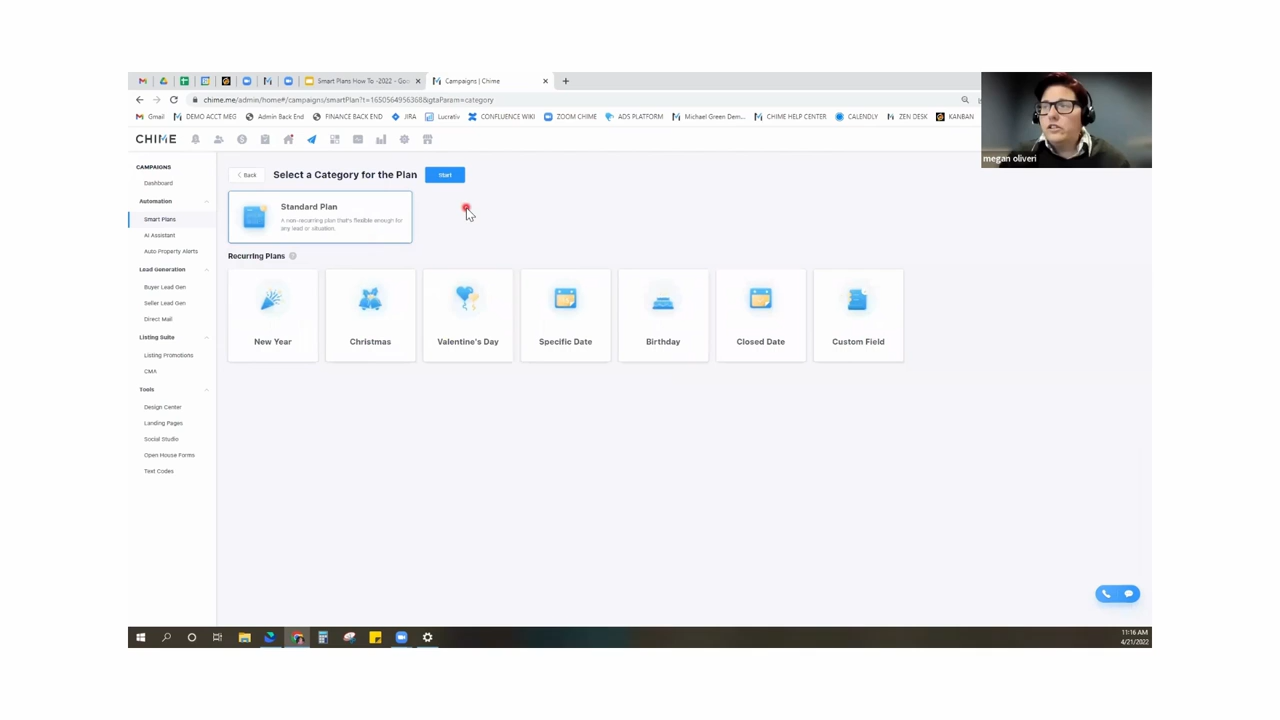 Smart Plans How To -2022 - Goo
Campaigns | Chime
chime.me/admin/home#/campaigns/smartPlan?t=1650564956368&gtaParam=category
Gmail
DEMO ACCT MEG
Admin Back End
FINANCE BACK END
JIRA
Lucrativ
CONFLUENCE WIKI
ZOOM CHIME
ADS PLATFORM
Michael Green Dem...
CHIME HELP CENTER
CALENDLY
ZEN DESK
KANBAN
megan oliveri
CHIME
CAMPAIGNS
Dashboard
Automation
Smart Plans
AI Assistant
Auto Property Alerts
Lead Generation
Buyer Lead Gen
Seller Lead Gen
Direct Mail
Listing Suite
Listing Promotions
CMA
Tools
Design Center
Landing Pages
Social Studio
Open House Forms
Text Codes
Back
Select a Category for the Plan
Start
Standard Plan
A non-recurring plan that's flexible enough for
any lead or situation.
Recurring Plans
New Year
Christmas
Valentine's Day
Specific Date
Birthday
Closed Date
Custom Field
11:16 AM
4/21/2022